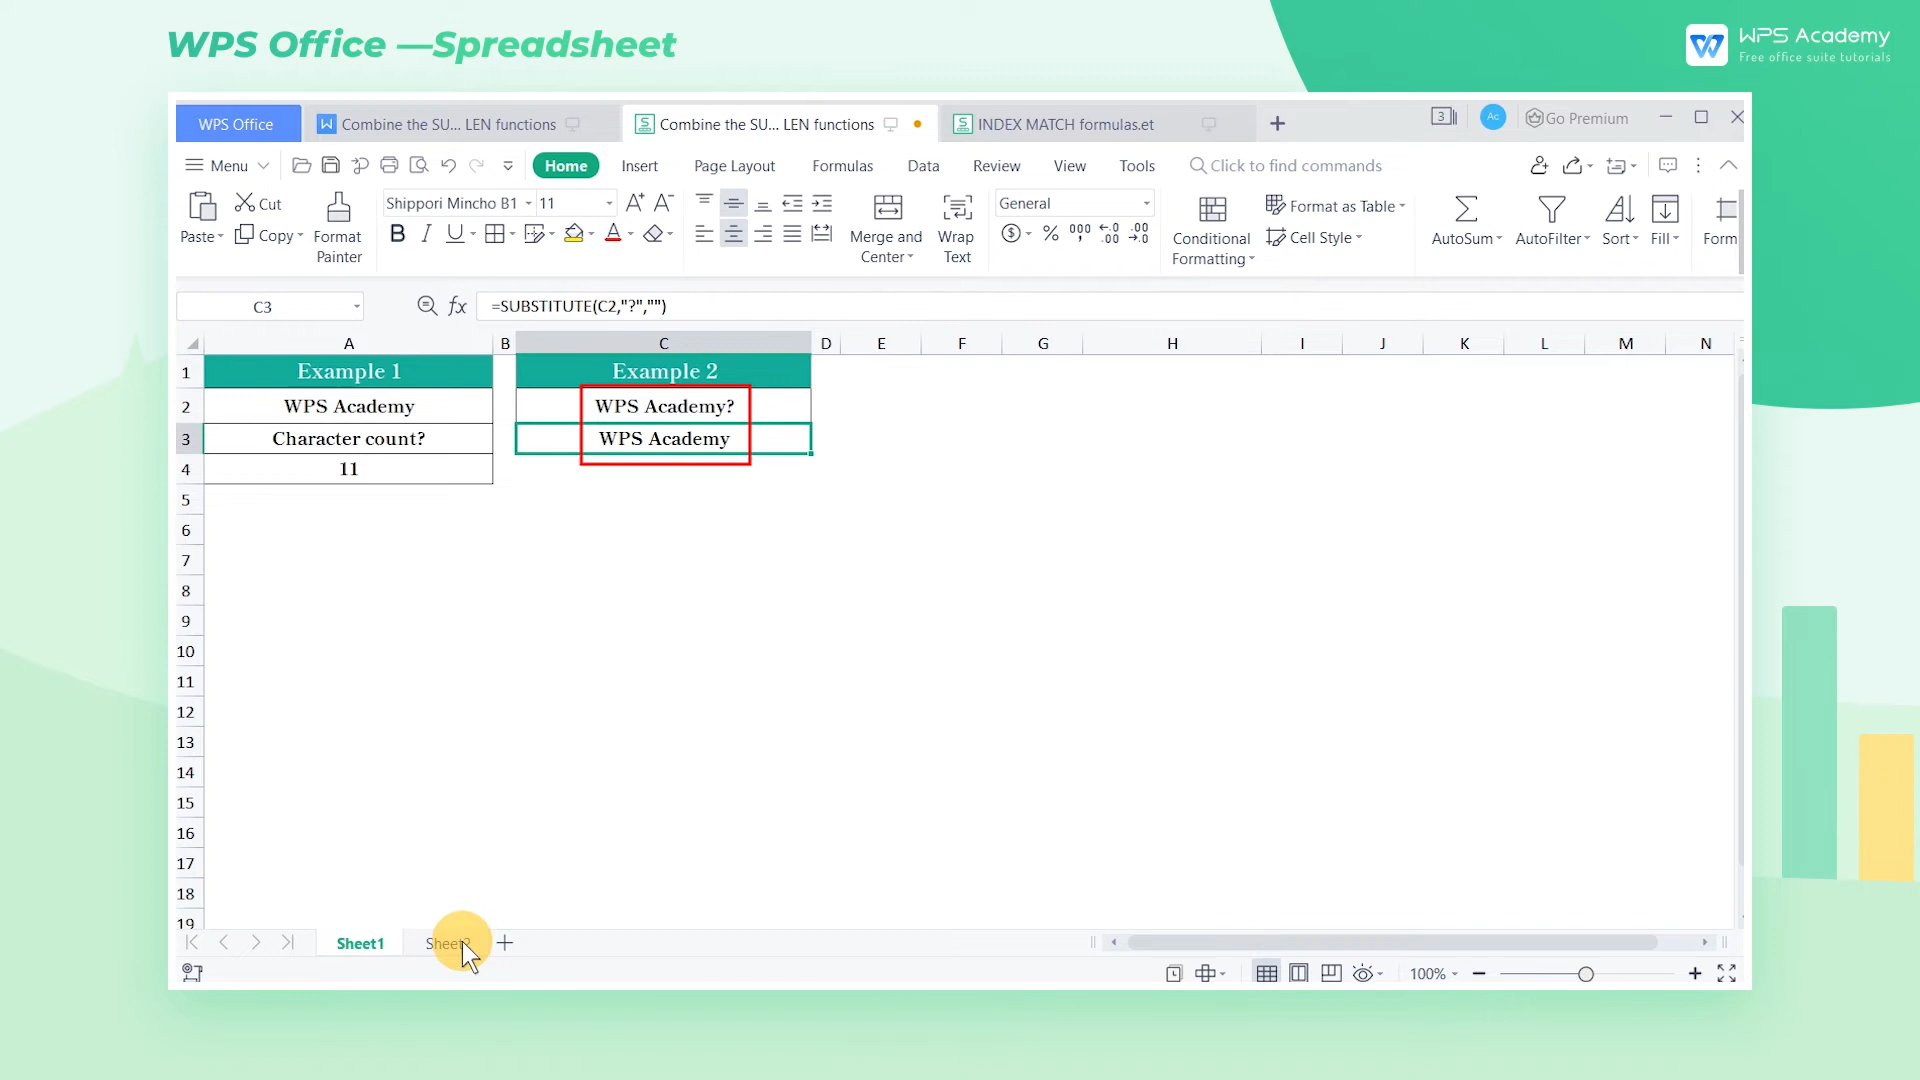 WPS Office —Spreadsheet
WPS Academy
Free office suite tutorials
WPS Office
Combine the SU... LEN functions
Combine the SU... LEN functions
INDEX MATCH formulas.et
3
Ac
Go Premium
Menu
Home
Insert
Page Layout
Formulas
Data
Review
View
Tools
Click to find commands
Paste
Cut
Copy
Format
Painter
Shippori Mincho B1
11
Merge and
Center
Wrap
Text
General
Conditional
Formatting
Format as Table
Cell Style
AutoSum
AutoFilter
Sort
Fill
Form
C3
fx
=SUBSTITUTE(C2,"?","")
A B C D E F G H I J K L M N
1 Example 1 Example 2
2 WPS Academy WPS Academy?
3 Character count? WPS Academy
4 11
5
6
7
8
9
10
11
12
13
14
15
16
17
18
19
Sheet1
Sheet2
100%